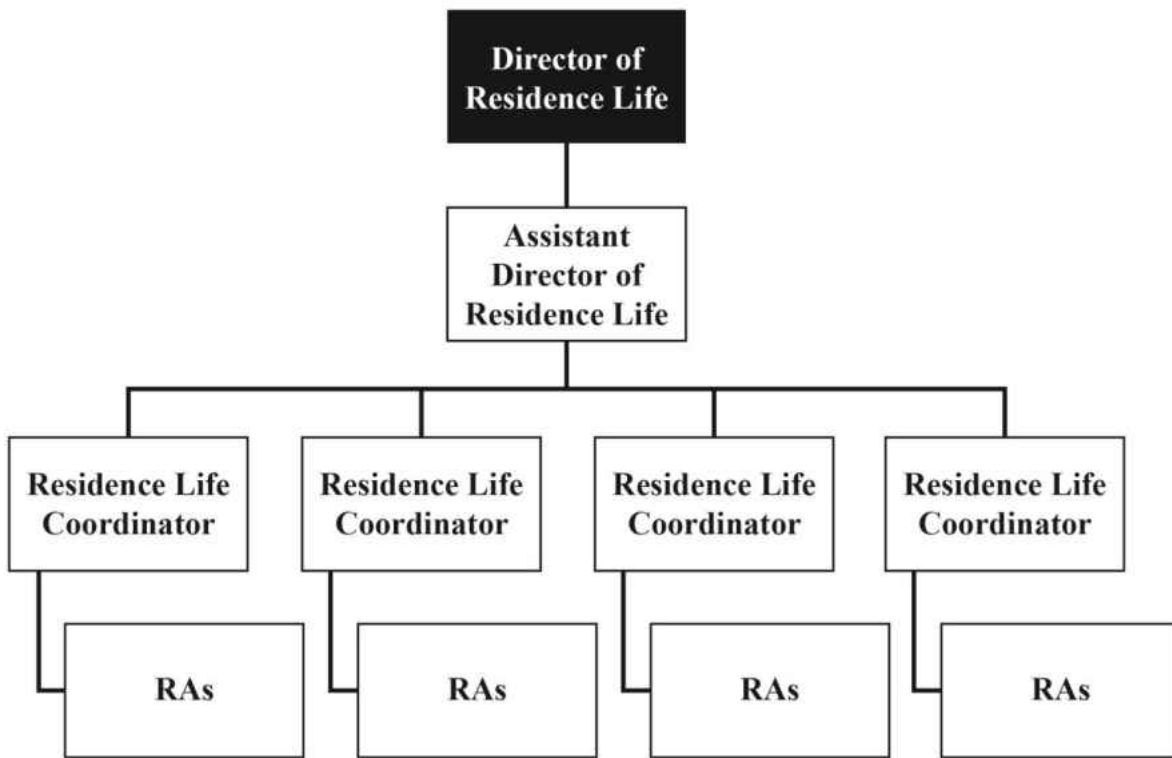 Director of
Residence Life
Assistant
Director of
Residence Life
Residence Life
Coordinator
Residence Life
Coordinator
Residence Life
Coordinator
Residence Life
Coordinator
RAs
RAs
RAs
RAs